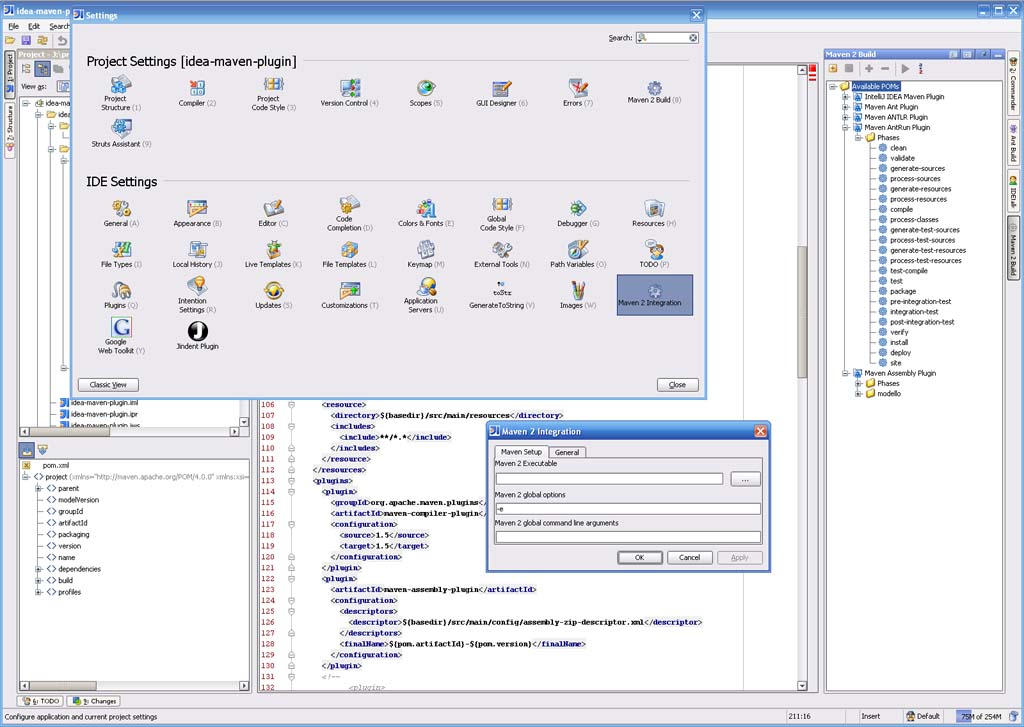 idea-maven-p
File Edit Search
Settings
Search:
Project Settings [idea-maven-plugin]
Project Structure (1)
Compiler (2)
Project Code Style (3)
Version Control (4)
Scopes (5)
GUI Designer (6)
Errors (7)
Maven 2 Build (8)
Struts Assistant (9)
IDE Settings
General (A)
Appearance (B)
Editor (C)
Code Completion (D)
Colors & Fonts (E)
Global Code Style (F)
Debugger (G)
Resources (H)
File Types (I)
Local History (J)
Live Templates (K)
File Templates (L)
Keymap (M)
External Tools (N)
Path Variables (O)
TODO (P)
Plugins (Q)
Intention Settings (R)
Updates (S)
Customizations (T)
Application Servers (U)
toStr
GenerateToString (V)
Images (W)
Maven 2 Integration
G
Google Web Toolkit (Y)
J
Jindent Plugin
Classic View
Close
1: Project
7: Structure
Project - J:\pr
View as:
idea-ma
idea
idea-maven-plugin.iml
idea-maven-plugin.ipr
idea-maven-plugin.iws
pom.xml
project (xmlns="http://maven.apache.org/POM/4.0.0" xmlns:xsi=
parent
modelVersion
groupId
artifactId
packaging
version
name
dependencies
build
profiles
106 <resource>
107 <directory>${basedir}/src/main/resources</directory>
108 <includes>
109 <include>**/*.*</include>
110 </includes>
111 </resource>
112 </resources>
113 <plugins>
114 <plugin>
115 <groupId>org.apache.maven.plugins</
116 <artifactId>maven-compiler-plugin</
117 <configuration>
118 <source>1.5</source>
119 <target>1.5</target>
120 </configuration>
121 </plugin>
122 <plugin>
123 <artifactId>maven-assembly-plugin</artifactId>
124 <configuration>
125 <descriptors>
126 <descriptor>${basedir}/src/main/config/assembly-zip-descriptor.xml</descriptor>
127 </descriptors>
128 <finalName>${pom.artifactId}-${pom.version}</finalName>
129 </configuration>
130 </plugin>
131 <!--
132 <plugin>
Maven 2 Integration
Maven Setup
General
Maven 2 Executable
...
Maven 2 global options
-e
Maven 2 global command line arguments
OK
Cancel
Apply
Maven 2 Build
Available POMs
IntelliJ IDEA Maven Plugin
Maven Ant Plugin
Maven ANTLR Plugin
Maven AntRun Plugin
Phases
clean
validate
generate-sources
process-sources
generate-resources
process-resources
compile
process-classes
generate-test-sources
process-test-sources
generate-test-resources
process-test-resources
test-compile
test
package
pre-integration-test
integration-test
post-integration-test
verify
install
deploy
site
Maven Assembly Plugin
Phases
modello
2: Commander
Ant Build
IDEtalk
Maven 2 Build
6: TODO
9: Changes
Configure application and current project settings
211:16
Insert
Default
75M of 254M